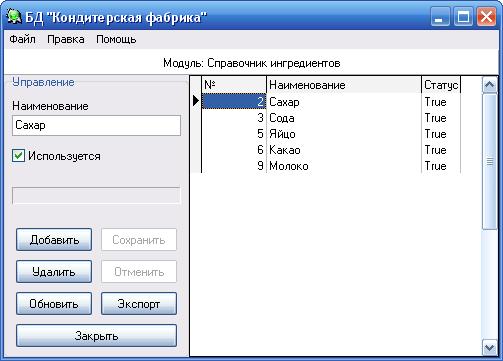 БД "Кондитерская фабрика"
Файл Правка Помощь
Модуль: Справочник ингредиентов
Управление
Наименование
Сахар
Используется
Добавить Сохранить
Удалить Отменить
Обновить Экспорт
Закрыть
№ Наименование Статус
2 Сахар True
3 Сода True
5 Яйцо True
6 Какао True
9 Молоко True